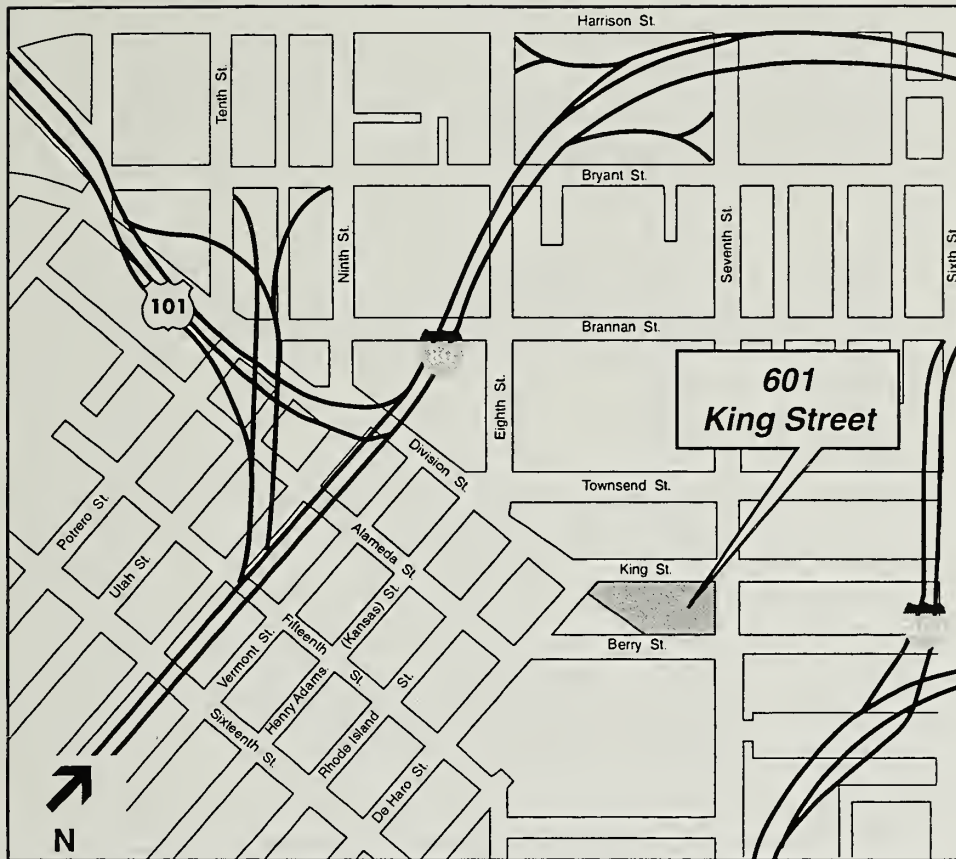 Harrison St.
Tenth St.
Bryant St.
Ninth St.
Seventh St.
Sixth St.
101
Brannan St.
601
King Street
Eighth St.
Division St.
Townsend St.
Potrero St.
Alameda St.
Utah St.
King St.
(Kansas) St.
Fifteenth St.
Vermont St.
Berry St.
Henry Adams
St.
Sixteenth St.
Rhode Island
De Haro St.
N